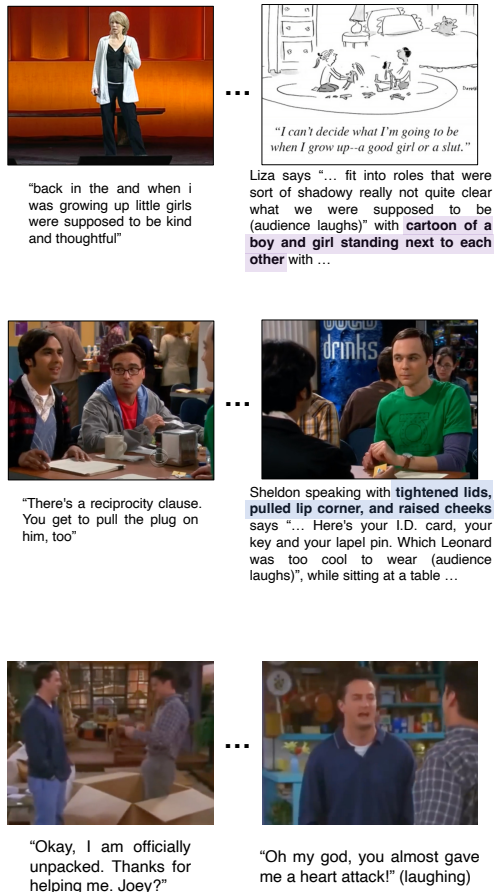 ...
"I can't decide what I'm going to be
when I grow up--a good girl or a slut."
"back in the and when i
was growing up little girls
were supposed to be kind
and thoughtful"
Liza says "... fit into roles that were
sort of shadowy really not quite clear
what we were supposed to be
(audience laughs)" with cartoon of a
boy and girl standing next to each
other with ...
...
drinks
"There's a reciprocity clause.
You get to pull the plug on
him, too"
Sheldon speaking with tightened lids,
pulled lip corner, and raised cheeks
says "... Here's your I.D. card, your
key and your lapel pin. Which Leonard
was too cool to wear (audience
laughs)", while sitting at a table ...
...
"Okay, I am officially
unpacked. Thanks for
helping me. Joey?"
"Oh my god, you almost gave
me a heart attack!" (laughing)